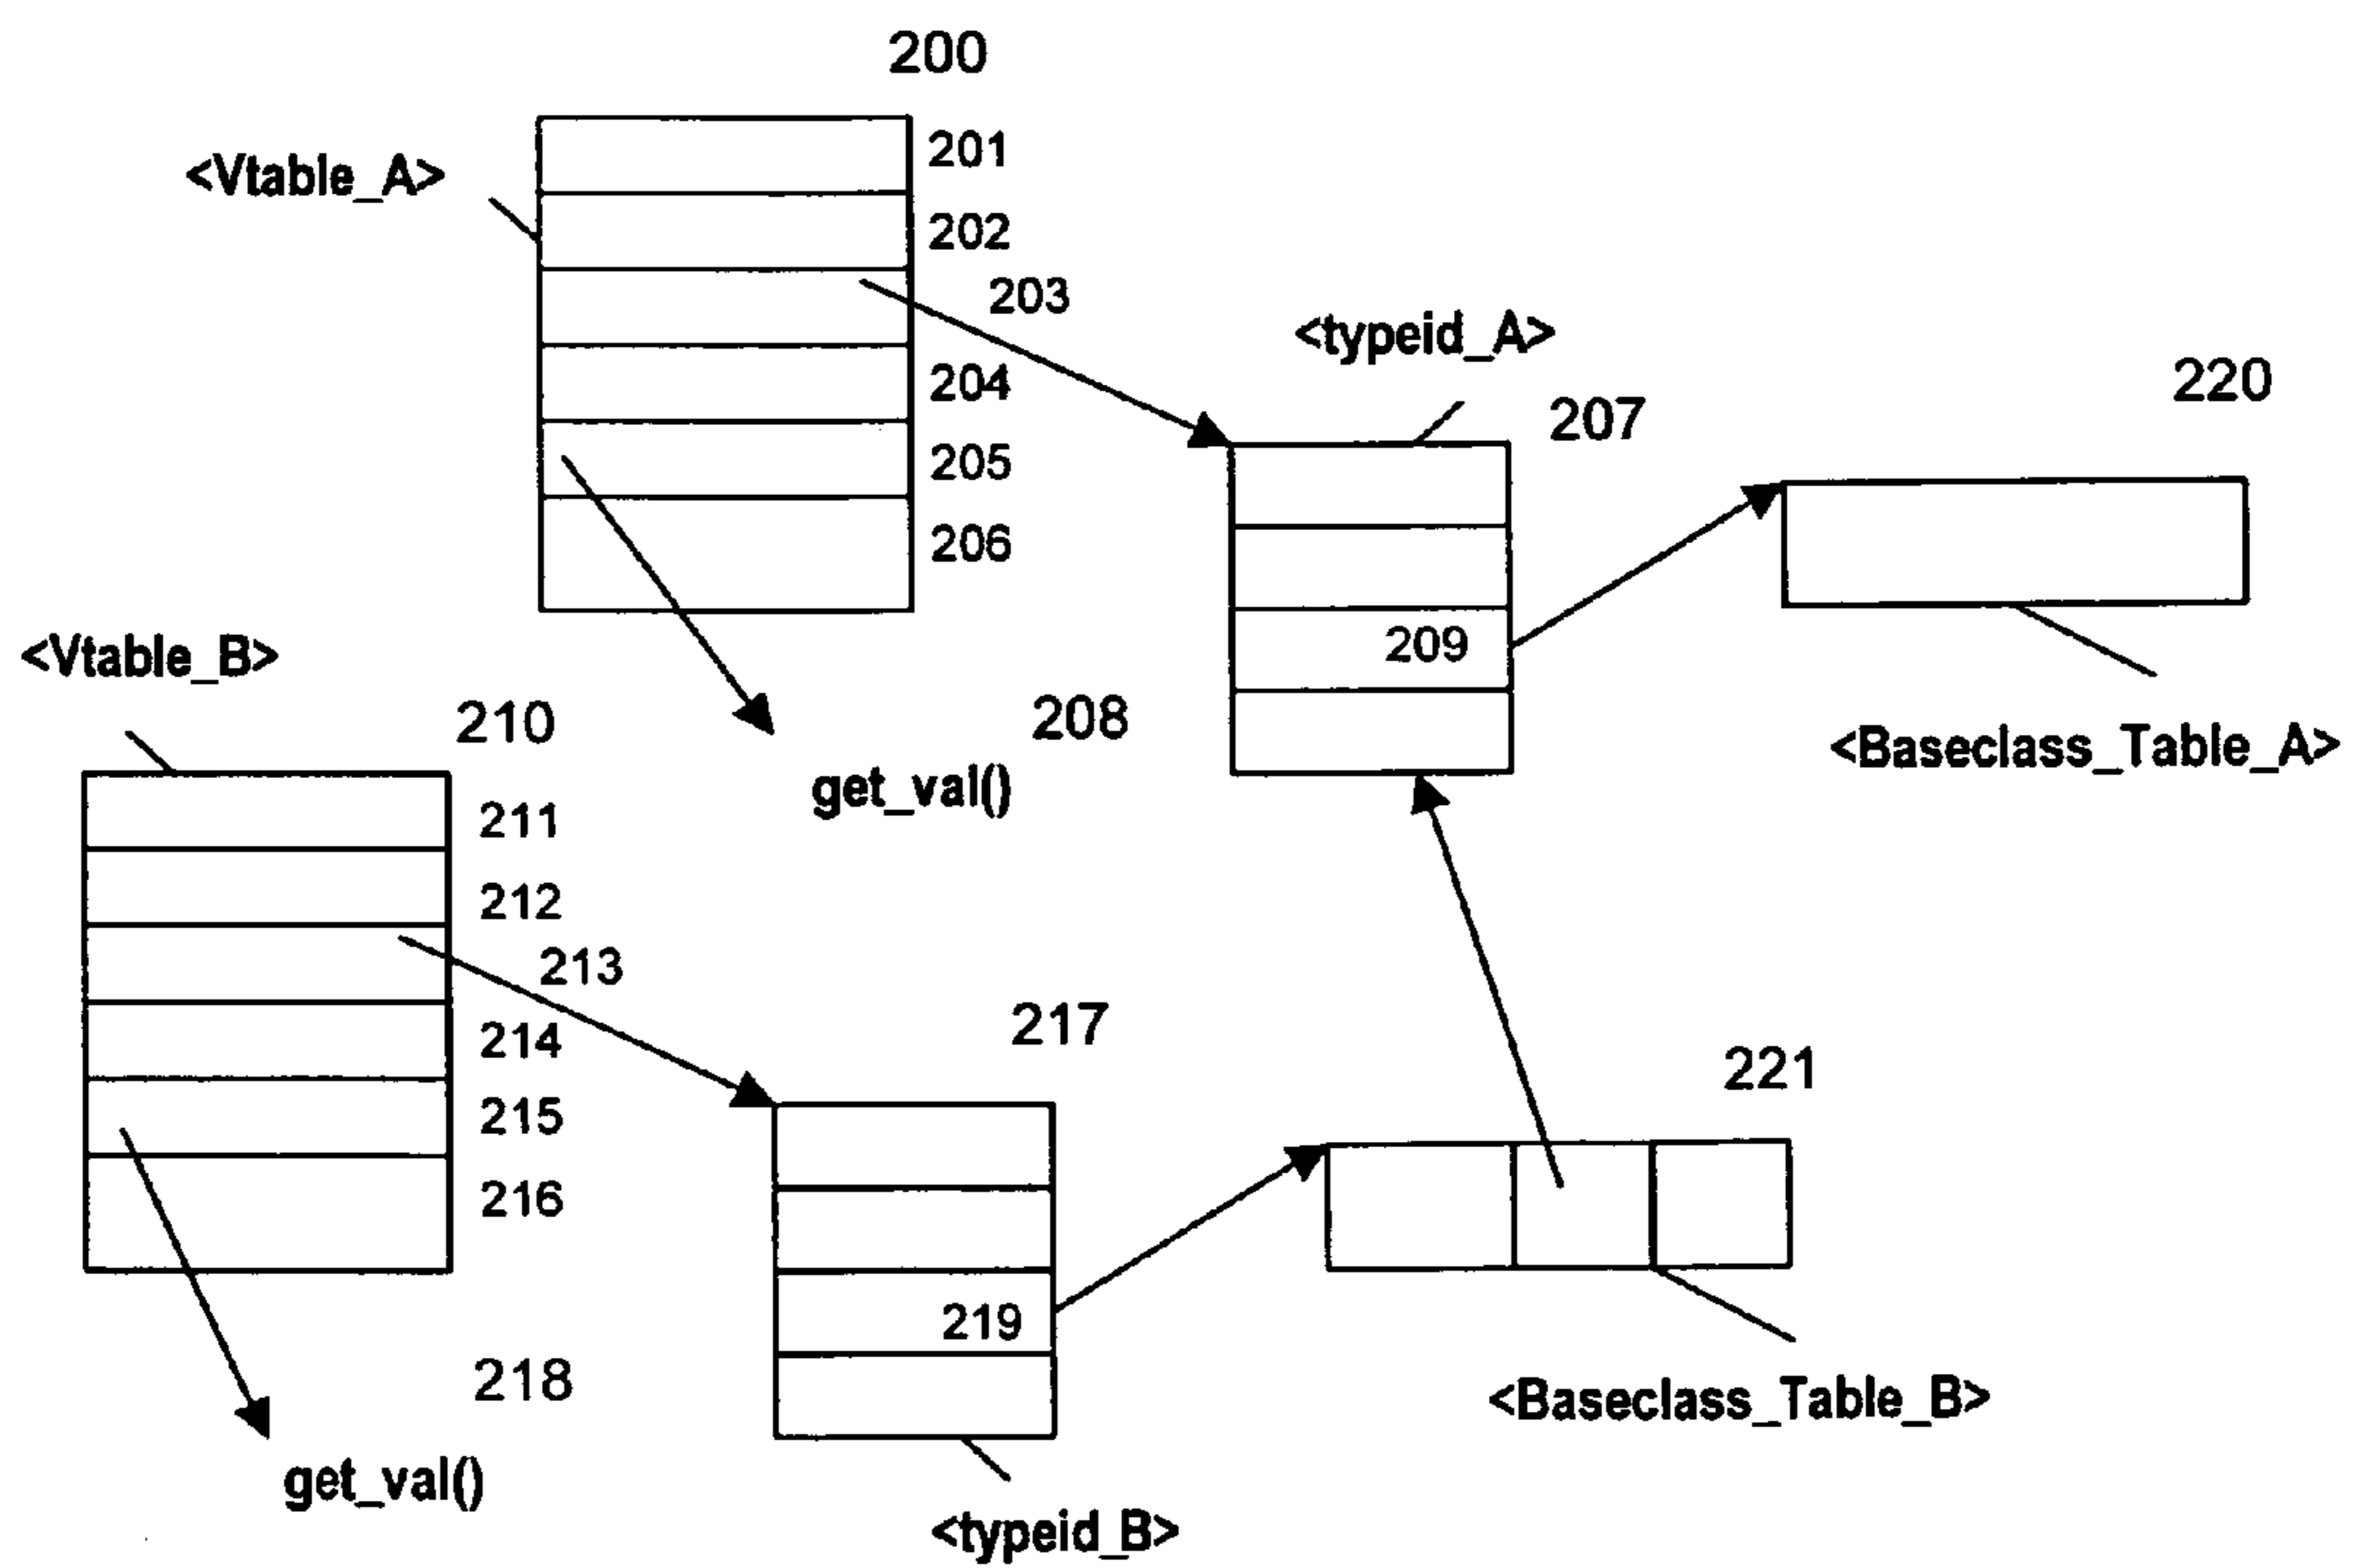 200
<Vtable_A>
201
202
203
204
205
206
<typeid_A>
207
209
220
<Baseclass_Table_A>
208
get_val()
<Vtable_B>
210
211
212
213
214
215
216
217
219
221
<Baseclass_Table_B>
218
get_val()
<typeid_B>